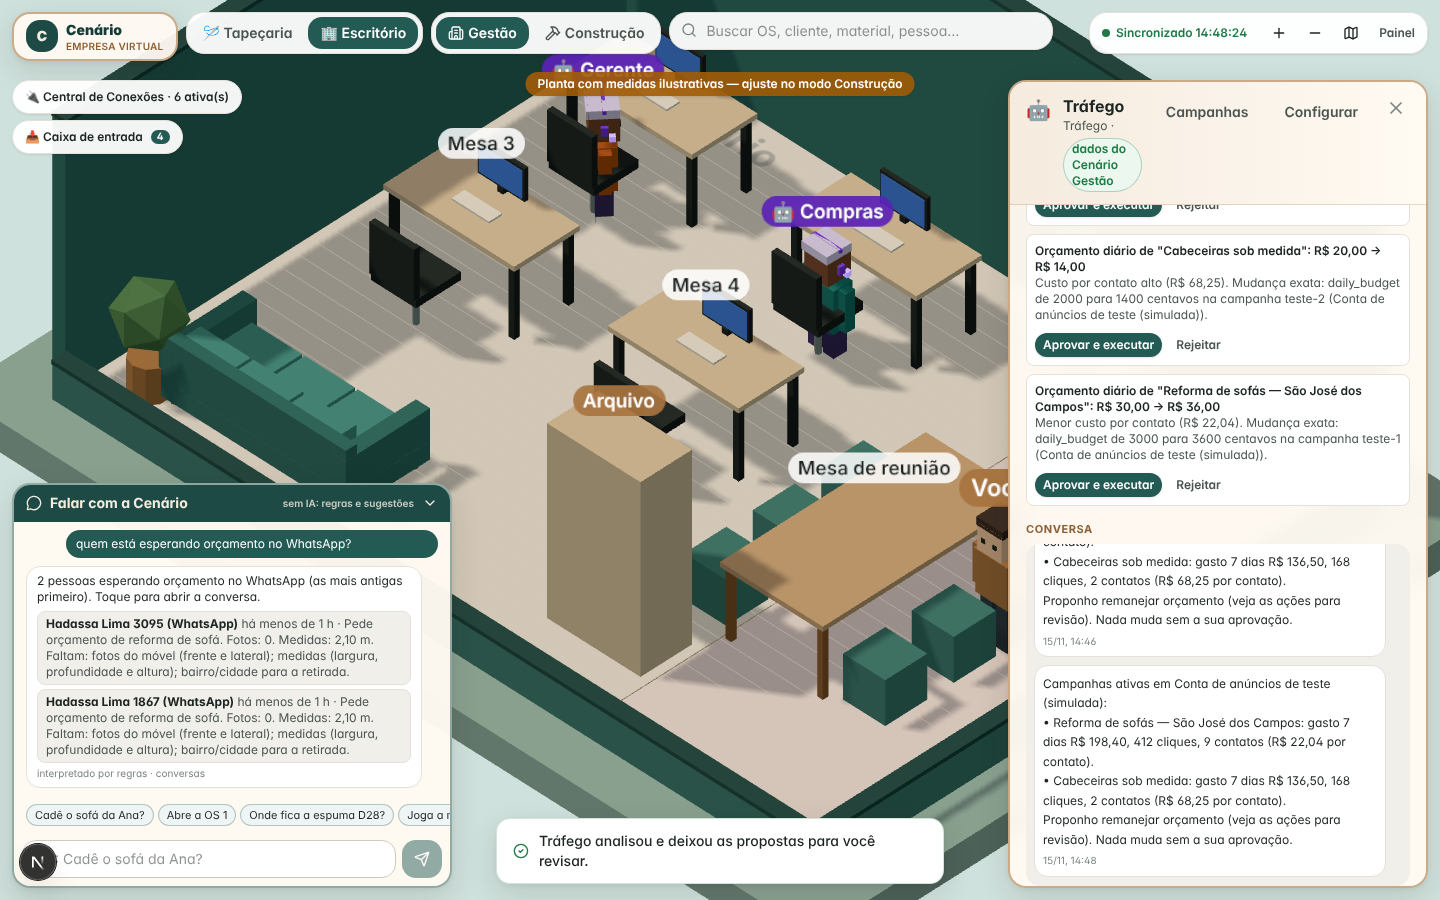 C
Cenário
EMPRESA VIRTUAL
Tapeçaria
Escritório
Gestão
Construção
Buscar OS, cliente, material, pessoa...
Sincronizado 14:48:24
Painel
Central de Conexões · 6 ativa(s)
Caixa de entrada 4
Gerente
Planta com medidas ilustrativas — ajuste no modo Construção
Mesa 3
Compras
Mesa 4
Arquivo
Mesa de reunião
Tráfego
Tráfego ·
dados do
Cenário
Gestão
Campanhas
Configurar
Aprovar e executar Rejeitar
Orçamento diário de "Cabeceiras sob medida": R$ 20,00 →
R$ 14,00
Custo por contato alto (R$ 68,25). Mudança exata: daily_budget
de 2000 para 1400 centavos na campanha teste-2 (Conta de
anúncios de teste (simulada)).
Aprovar e executar Rejeitar
Orçamento diário de "Reforma de sofás — São José dos
Campos": R$ 30,00 → R$ 36,00
Menor custo por contato (R$ 22,04). Mudança exata:
daily_budget de 3000 para 3600 centavos na campanha teste-1
(Conta de anúncios de teste (simulada)).
Aprovar e executar Rejeitar
CONVERSA
contato).
• Cabeceiras sob medida: gasto 7 dias R$ 136,50, 168
cliques, 2 contatos (R$ 68,25 por contato).
Proponho remanejar orçamento (veja as ações para
revisão). Nada muda sem a sua aprovação.
15/11, 14:46
Campanhas ativas em Conta de anúncios de teste
(simulada):
• Reforma de sofás — São José dos Campos: gasto 7
dias R$ 198,40, 412 cliques, 9 contatos (R$ 22,04 por
contato).
• Cabeceiras sob medida: gasto 7 dias R$ 136,50, 168
cliques, 2 contatos (R$ 68,25 por contato).
Proponho remanejar orçamento (veja as ações para
revisão). Nada muda sem a sua aprovação.
15/11, 14:48
Falar com a Cenário
sem IA: regras e sugestões
quem está esperando orçamento no WhatsApp?
2 pessoas esperando orçamento no WhatsApp (as mais antigas
primeiro). Toque para abrir a conversa.
Hadassa Lima 3095 (WhatsApp) há menos de 1 h · Pede
orçamento de reforma de sofá. Fotos: 0. Medidas: 2,10 m.
Faltam: fotos do móvel (frente e lateral); medidas (largura,
profundidade e altura); bairro/cidade para a retirada.
Hadassa Lima 1867 (WhatsApp) há menos de 1 h · Pede
orçamento de reforma de sofá. Fotos: 0. Medidas: 2,10 m.
Faltam: fotos do móvel (frente e lateral); medidas (largura,
profundidade e altura); bairro/cidade para a retirada.
interpretado por regras · conversas
Cadê o sofá da Ana?
Abre a OS 1
Onde fica a espuma D28?
Joga a
Cadê o sofá da Ana?
N
Tráfego analisou e deixou as propostas para você
revisar.